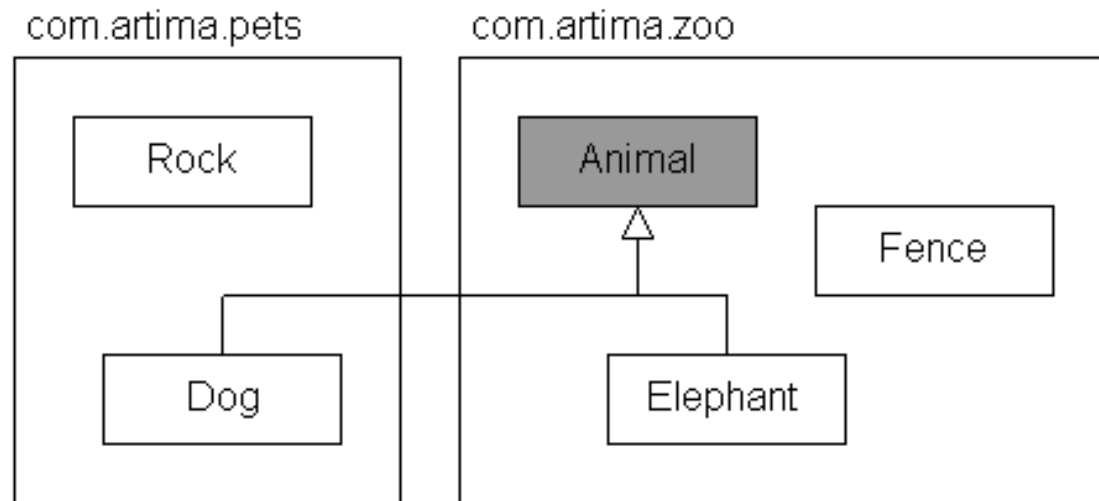 com.artima.pets
com.artima.zoo
Rock
Animal
Fence
Dog
Elephant